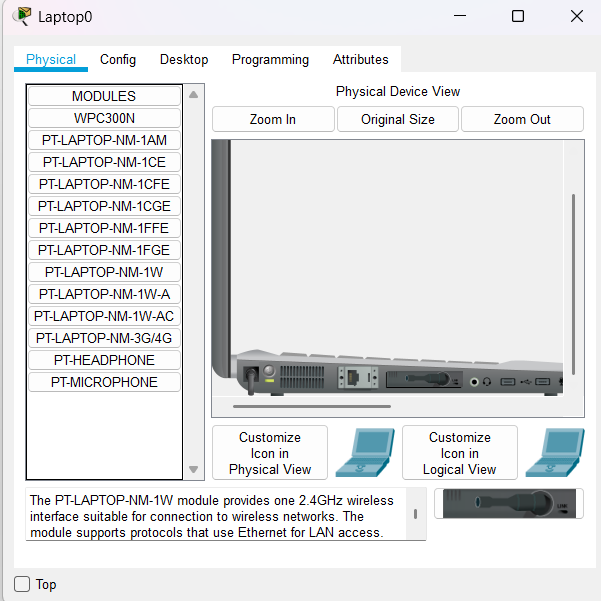 Laptop0
Physical
Config
Desktop
Programming
Attributes
MODULES
WPC300N
PT-LAPTOP-NM-1AM
PT-LAPTOP-NM-1CE
PT-LAPTOP-NM-1CFE
PT-LAPTOP-NM-1CGE
PT-LAPTOP-NM-1FFE
PT-LAPTOP-NM-1FGE
PT-LAPTOP-NM-1W
PT-LAPTOP-NM-1W-A
PT-LAPTOP-NM-1W-AC
PT-LAPTOP-NM-3G/4G
PT-HEADPHONE
PT-MICROPHONE
Physical Device View
Zoom In
Original Size
Zoom Out
Customize
Icon in
Physical View
Customize
Icon in
Logical View
The PT-LAPTOP-NM-1W module provides one 2.4GHz wireless
interface suitable for connection to wireless networks. The
module supports protocols that use Ethernet for LAN access.
LINK
Top